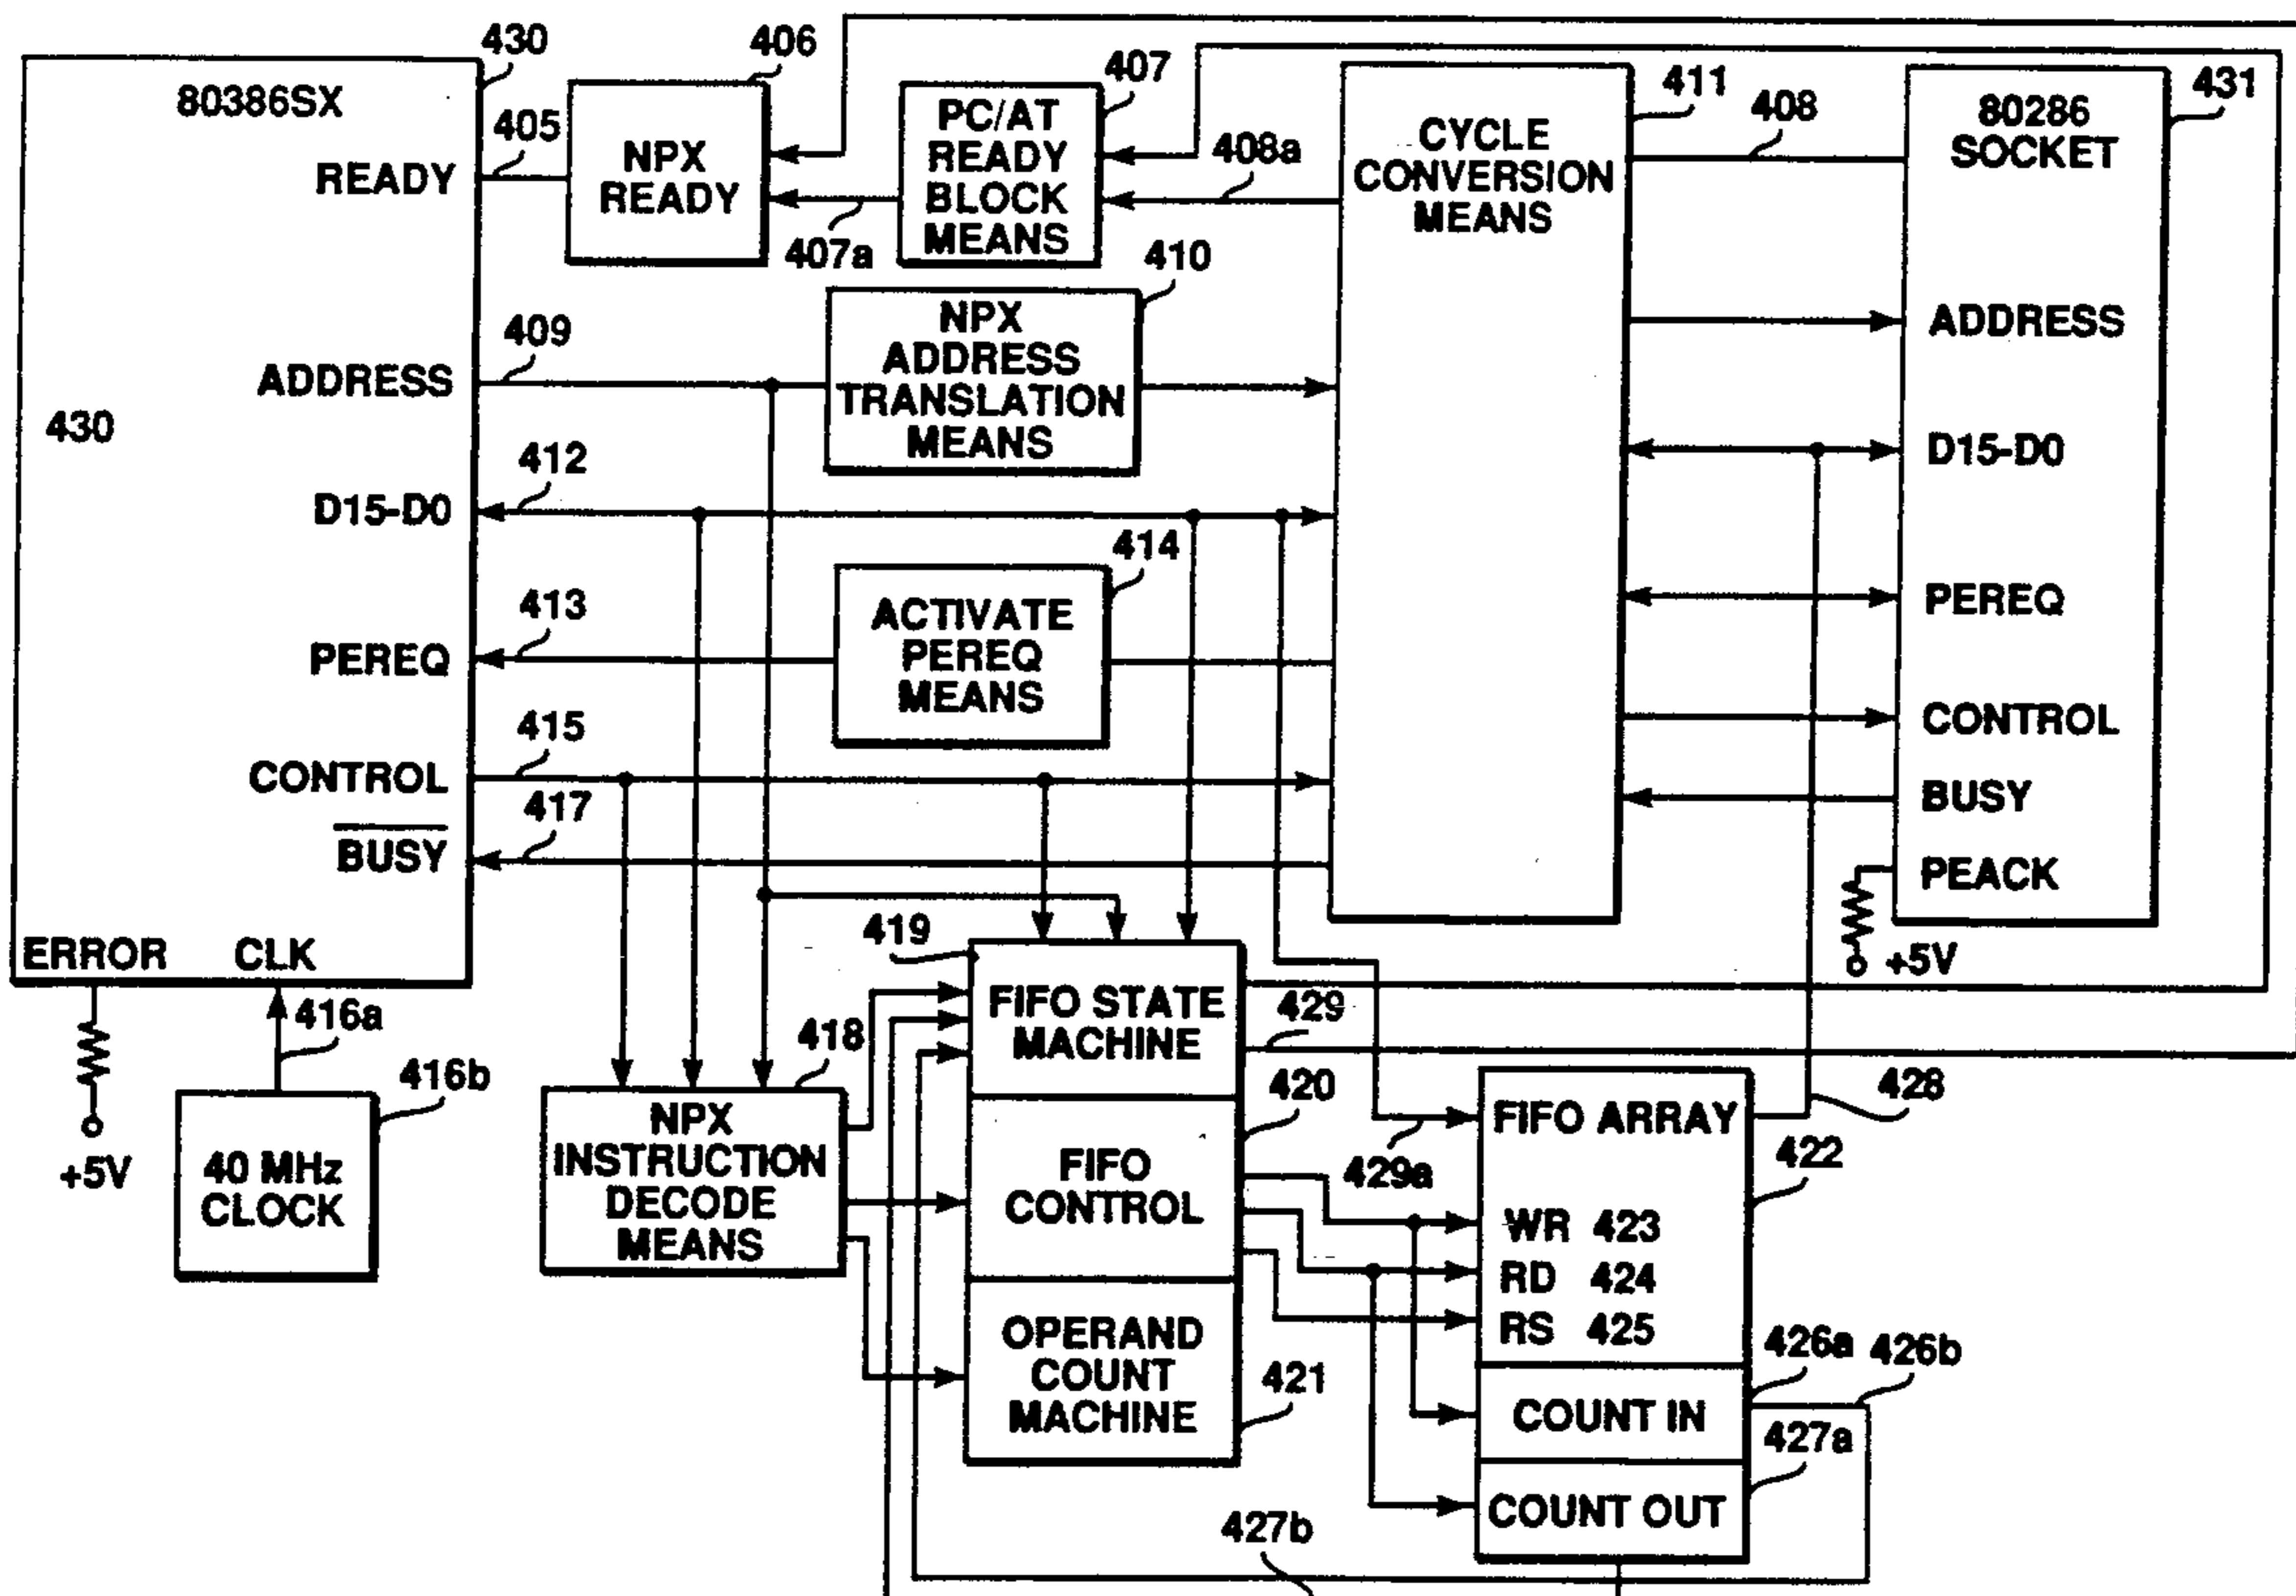 430
406
407
411
408
431
80386SX
405
READY
NPX
READY
407a
PC/AT
READY
BLOCK
MEANS
408a
CYCLE
CONVERSION
MEANS
80286
SOCKET
410
409
ADDRESS
NPX
ADDRESS
TRANSLATION
MEANS
ADDRESS
430
412
D15-D0
D15-D0
414
413
PEREQ
ACTIVATE
PEREQ
MEANS
PEREQ
415
CONTROL
CONTROL
417
BUSY
BUSY
PEACK
+5V
ERROR
CLK
419
416a
+5V
416b
40 MHz
CLOCK
418
NPX
INSTRUCTION
DECODE
MEANS
FIFO STATE
MACHINE
429
420
FIFO
CONTROL
OPERAND
COUNT
MACHINE
421
429a
FIFO ARRAY
428
422
WR 423
RD 424
RS 425
426a
426b
COUNT IN
427a
COUNT OUT
427b